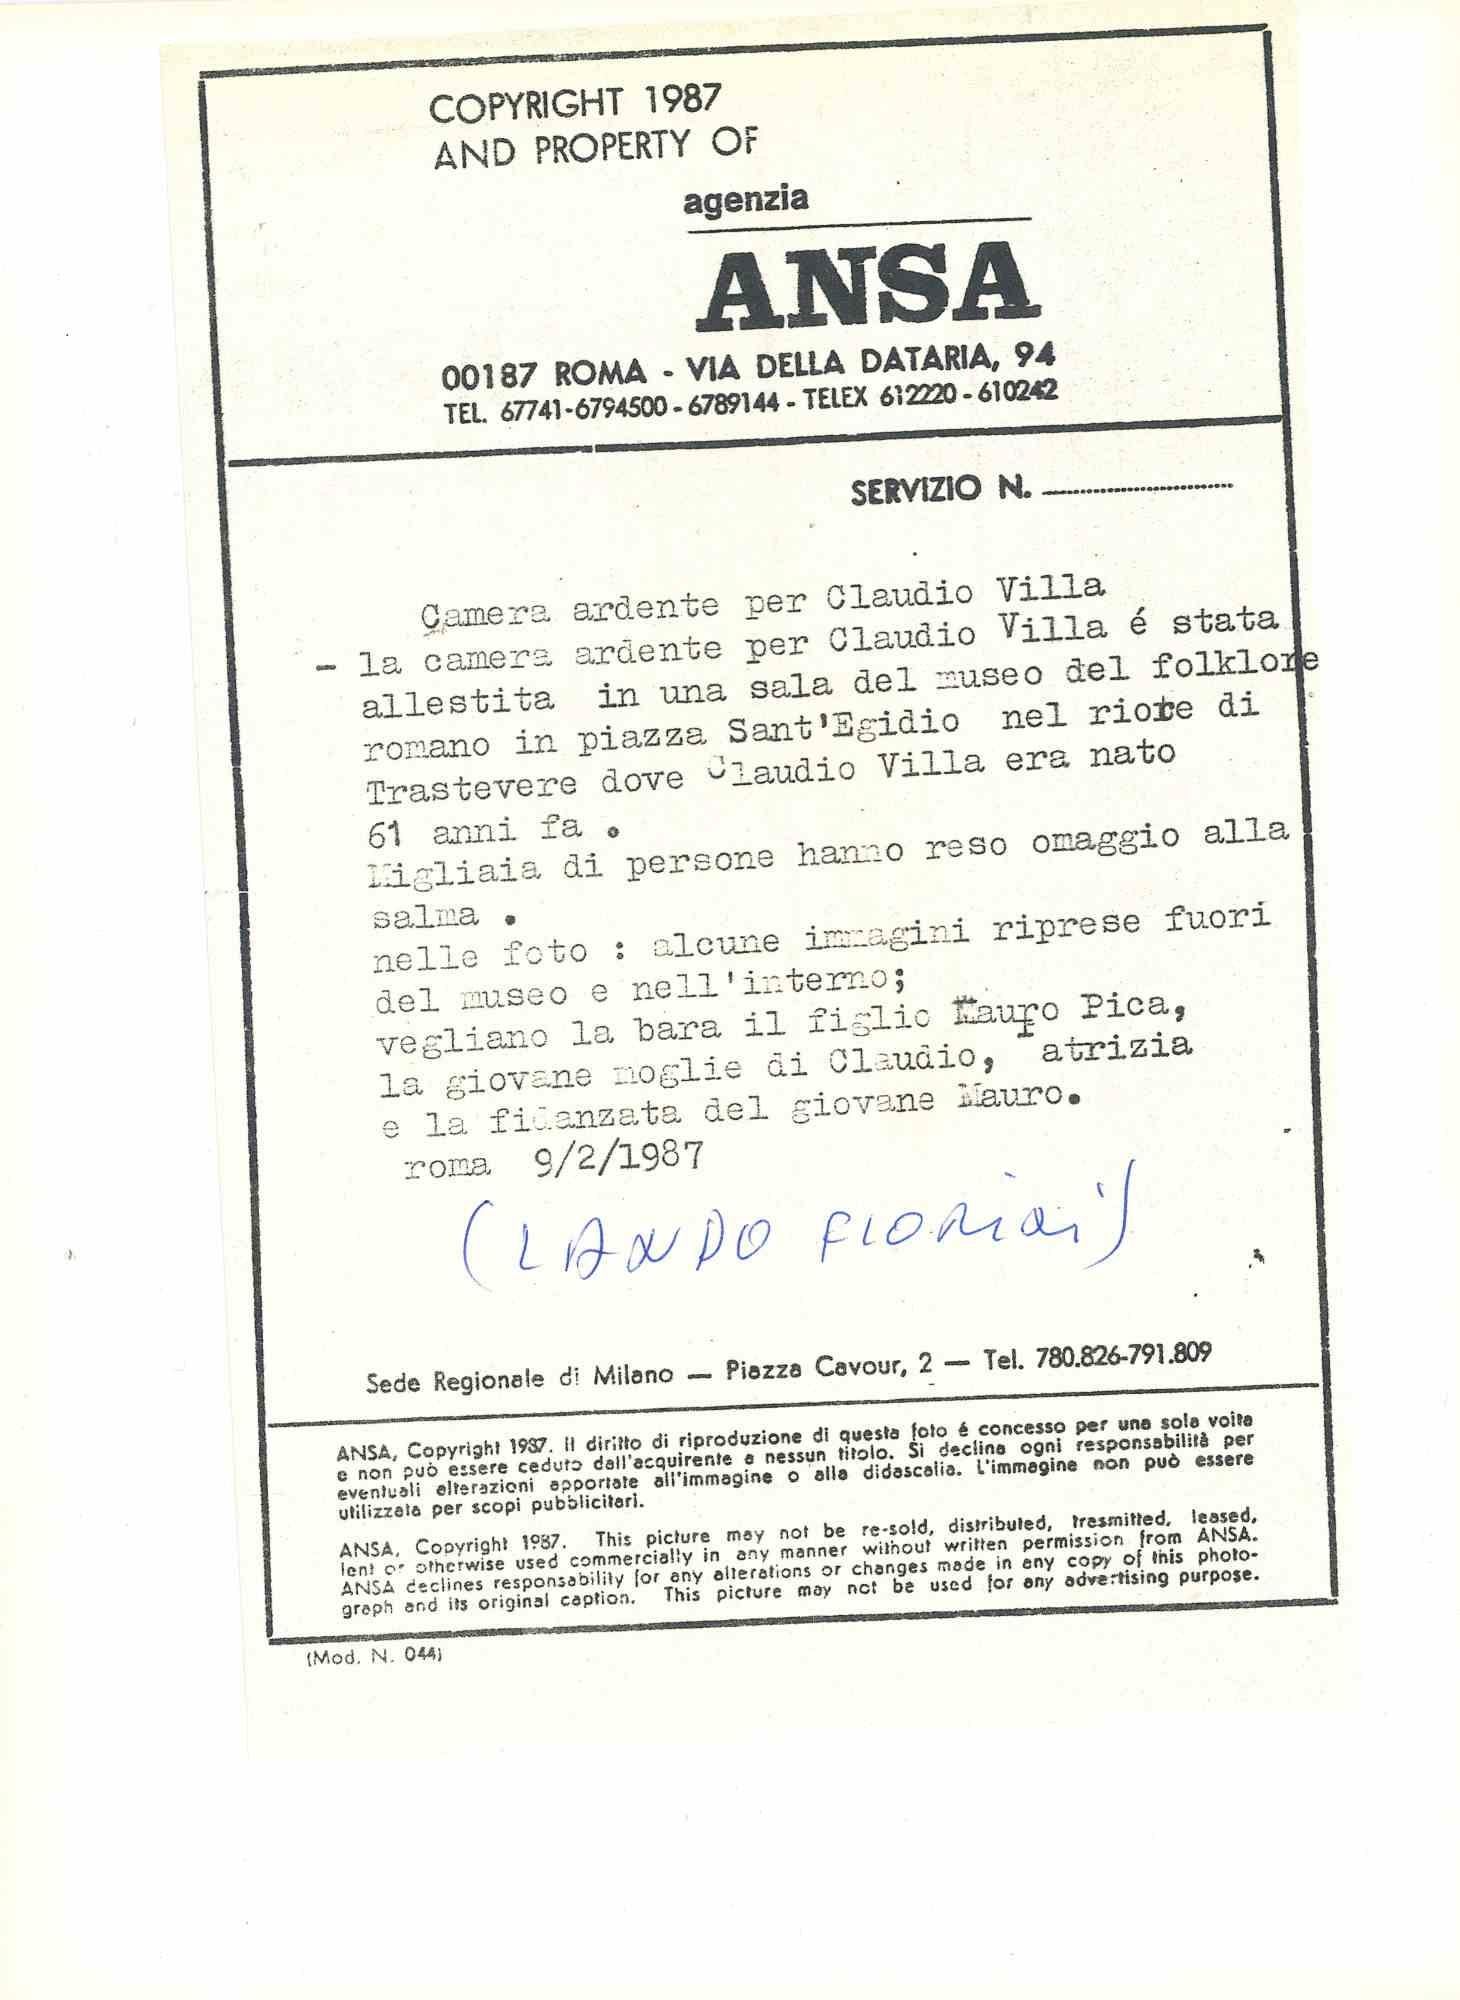 COPYRIGHT 1987
AND PROPERTY OF
agenzia
ANSA
00187 ROMA - VIA DELLA DATARIA, 94
TEL. 67741-6794500 - 6789144 - TELEX 612220 - 610242
SERVIZIO N.
Camera ardente per Claudio Villa
- la camera ardente per Claudio Villa é stata
allestita in una sala del museo del folklore
romano in piazza Sant'Egidio nel riore di
Trastevere dove Claudio Villa era nato
61 anni fa .
Migliaia di persone hanno reso omaggio alla
salma .
nelle foto : alcune immagini riprese fuori
del museo e nell'interno;
vegliano la bara il figlio Mauro Pica,
la giovane moglie di Claudio, Patrizia
e la fidanzata del giovane Mauro.
roma 9/2/1987
(LANDO FIORINI)
Sede Regionale di Milano — Piazza Cavour, 2 — Tel. 780.826-791.809
ANSA, Copyright 1987. Il diritto di riproduzione di questa foto é concesso per una sola volta
e non può essere ceduto dall'acquirente a nessun titolo. Si declina ogni responsabilità per
eventuali alterazioni apportate all'immagine o alla didascalia. L'immagine non può essere
utilizzata per scopi pubblicitari.
ANSA, Copyright 1987. This picture may not be re-sold, distributed, trasmitted, leased,
lent or otherwise used commercially in any manner without written permission from ANSA.
ANSA declines responsability for any alterations or changes made in any copy of this photo-
graph and its original caption. This picture may not be used for any advertising purpose.
(Mod. N. 044)